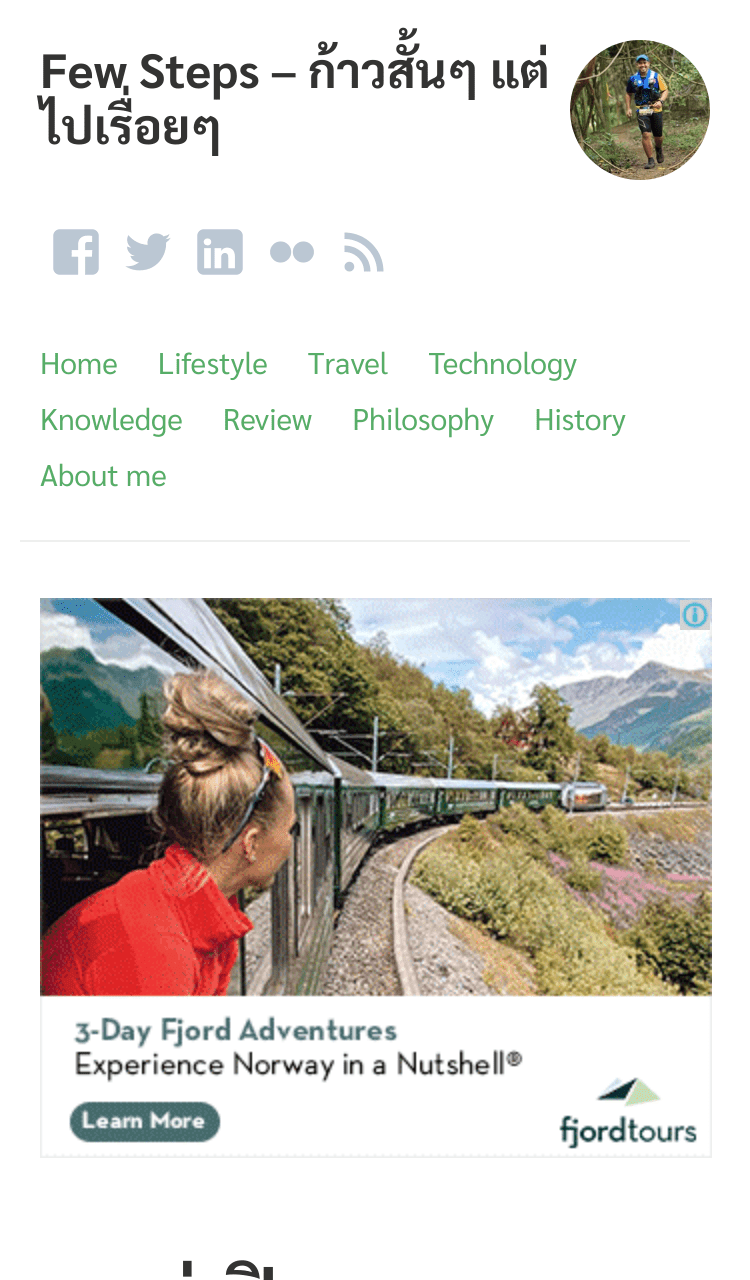 Few Steps – ก้าวสั้นๆ แต่
ไปเรื่อยๆ
Home Lifestyle Travel Technology
Knowledge Review Philosophy History
About me
3-Day Fjord Adventures
Experience Norway in a Nutshell®
Learn More
fjordtours